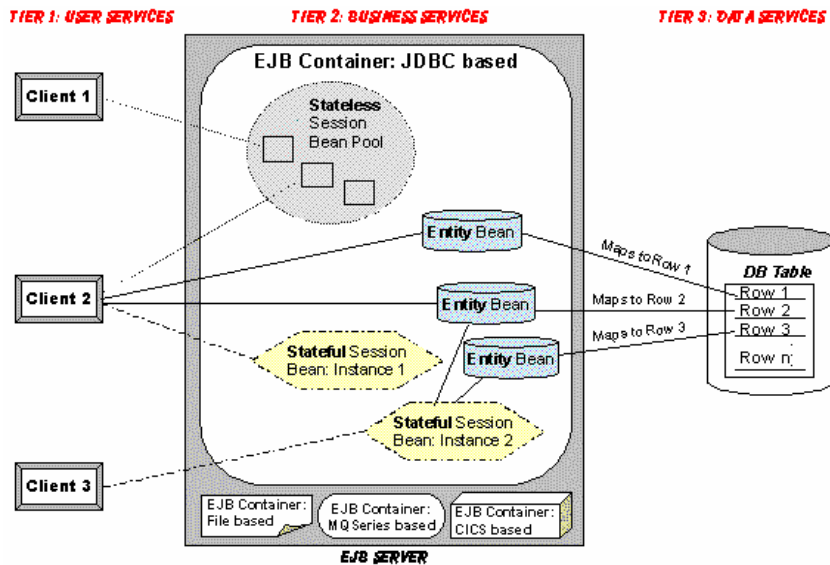 TIER 1: USER SERVICES
TIER 2: BUSINESS SERVICES
TIER 3: DATA SERVICES
EJB Container: JDBC based
Client 1
Stateless
Session
Bean Pool
Entity Bean
Maps to Row 1
DB Table
Client 2
Entity Bean
Maps to Row 2
Row 1
Row 2
Row 3
Row n
Maps to Row 3
Stateful Session
Bean: Instance 1
Entity Bean
Stateful Session
Bean: Instance 2
Client 3
EJB Container:
File based
EJB Container:
MQSeries based
EJB Container:
CICS based
EJB SERVER